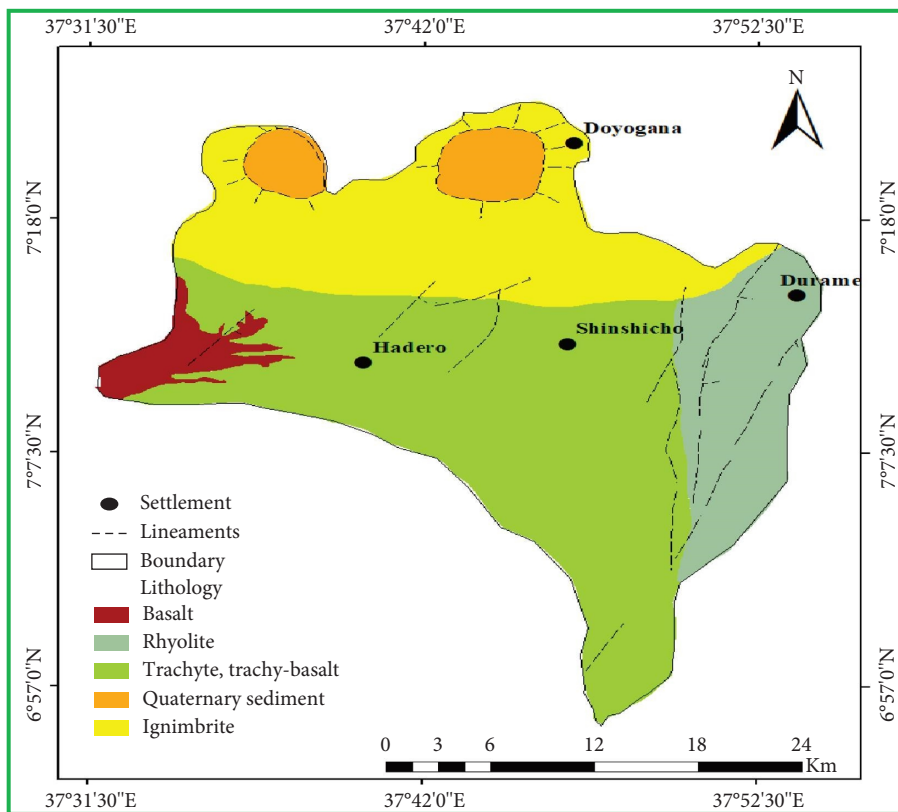 37°31'30"E 37°42'0"E 37°52'30"E
N
Doyogana
7°18'0"N 7°18'0"N
Durame
Shinshicho
Hadero
7°7'30"N 7°7'30"N
Settlement
Lineaments
Boundary
Lithology
Basalt
Rhyolite
Trachyte, trachy-basalt
Quaternary sediment
Ignimbrite
6°57'0"N 6°57'0"N
0 3 6 12 18 24
Km
37°31'30"E 37°42'0"E 37°52'30"E